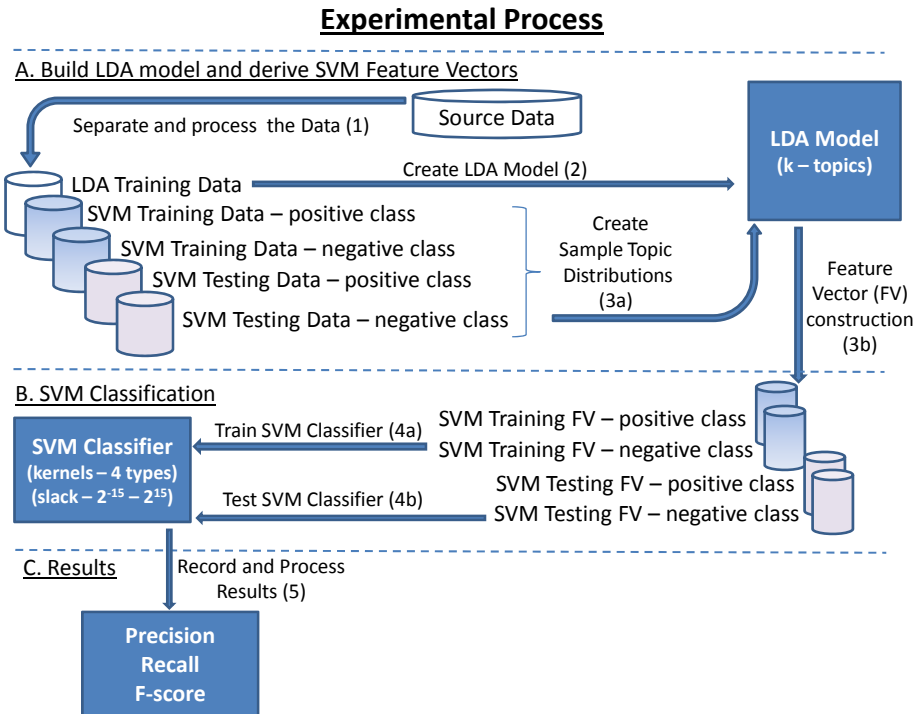 Experimental Process
A. Build LDA model and derive SVM Feature Vectors
Source Data
Separate and process the Data (1)
LDA Model
(k – topics)
Create LDA Model (2)
LDA Training Data
SVM Training Data – positive class
SVM Training Data – negative class
SVM Testing Data – positive class
SVM Testing Data – negative class
Create
Sample Topic
Distributions
(3a)
Feature
Vector (FV)
construction
(3b)
B. SVM Classification
SVM Classifier
(kernels – 4 types)
(slack – 2⁻¹⁵ – 2¹⁵)
Train SVM Classifier (4a)
Test SVM Classifier (4b)
SVM Training FV – positive class
SVM Training FV – negative class
SVM Testing FV – positive class
SVM Testing FV – negative class
C. Results
Record and Process
Results (5)
Precision
Recall
F-score